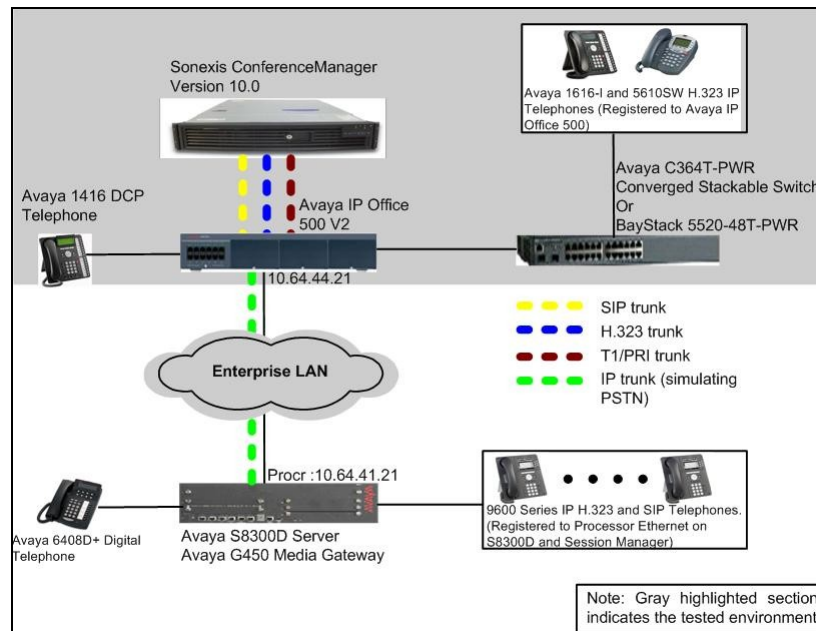 Sonexis ConferenceManager
Version 10.0
Avaya 1616-I and 5610SW H.323 IP
Telephones (Registered to Avaya IP
Office 500)
Avaya 1416 DCP
Telephone
Avaya IP Office
500 V2
Avaya C364T-PWR
Converged Stackable Switch
Or
BayStack 5520-48T-PWR
10.64.44.21
SIP trunk
H.323 trunk
T1/PRI trunk
IP trunk (simulating
PSTN)
Enterprise LAN
Procr :10.64.41.21
Avaya 6408D+ Digital
Telephone
Avaya S8300D Server
Avaya G450 Media Gateway
9600 Series IP H.323 and SIP Telephones.
(Registered to Processor Ethernet on
S8300D and Session Manager)
Note: Gray highlighted section
indicates the tested environment